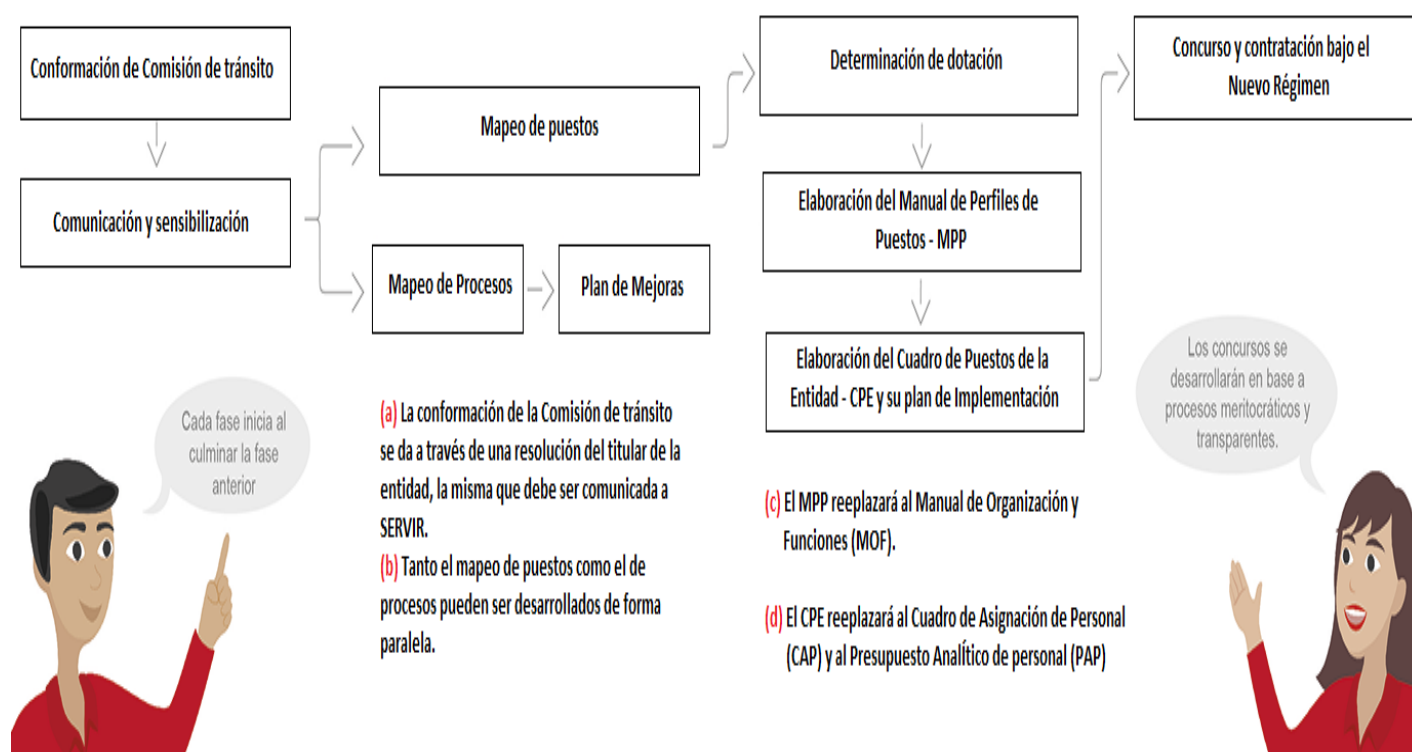 Conformación de Comisión de tránsito
Comunicación y sensibilización
Mapeo de puestos
Mapeo de Procesos
Plan de Mejoras
Determinación de dotación
Elaboración del Manual de Perfiles de
Puestos - MPP
Elaboración del Cuadro de Puestos de la
Entidad - CPE y su plan de Implementación
Concurso y contratación bajo el
Nuevo Régimen
Cada fase inicia al
culminar la fase
anterior
(a) La conformación de la Comisión de tránsito
se da a través de una resolución del titular de la
entidad, la misma que debe ser comunicada a
SERVIR.
(b) Tanto el mapeo de puestos como el de
procesos pueden ser desarrollados de forma
paralela.
(c) El MPP reeplazará al Manual de Organización y
Funciones (MOF).
(d) El CPE reeplazará al Cuadro de Asignación de Personal
(CAP) y al Presupuesto Analítico de personal (PAP)
Los concursos se
desarrollarán en base a
procesos meritocráticos y
transparentes.